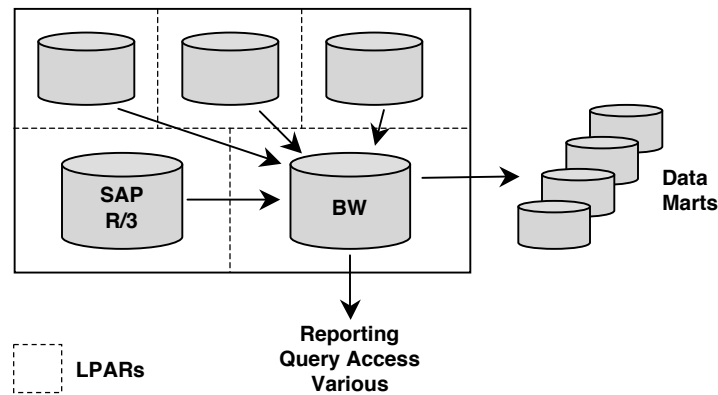 SAP
R/3
BW
Data
Marts
Reporting
Query Access
Various
LPARs